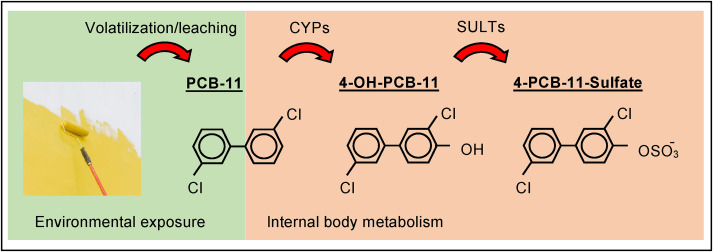 Volatilization/leaching
CYPs
SULTs
PCB-11
4-OH-PCB-11
4-PCB-11-Sulfate
Cl
Cl
Cl
OH
Cl
Cl
OSO₃⁻
Cl
Environmental exposure
Internal body metabolism